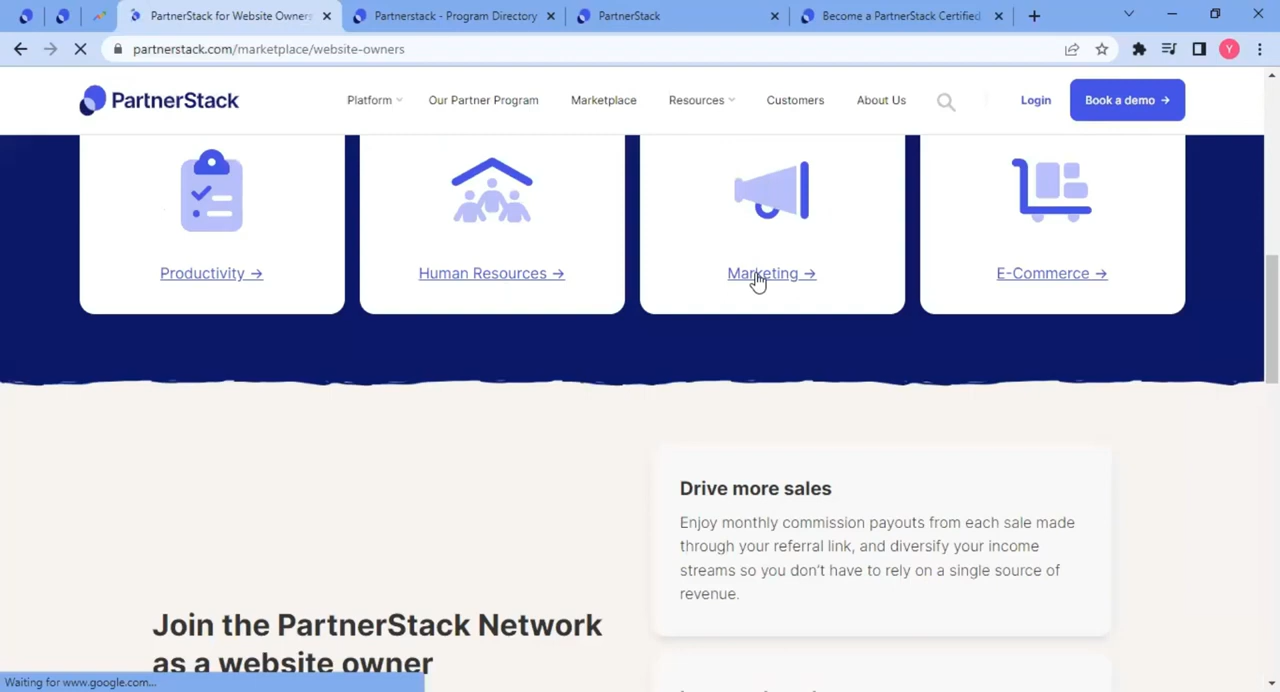 PartnerStack for Website Owners
Partnerstack - Program Directory
PartnerStack
Become a PartnerStack Certified
partnerstack.com/marketplace/website-owners
Y
PartnerStack
Platform
Our Partner Program
Marketplace
Resources
Customers
About Us
Login
Book a demo →
Productivity →
Human Resources →
Marketing →
E-Commerce →
Drive more sales
Enjoy monthly commission payouts from each sale made
through your referral link, and diversify your income
streams so you don't have to rely on a single source of
revenue.
Join the PartnerStack Network
as a website owner
Waiting for www.google.com...